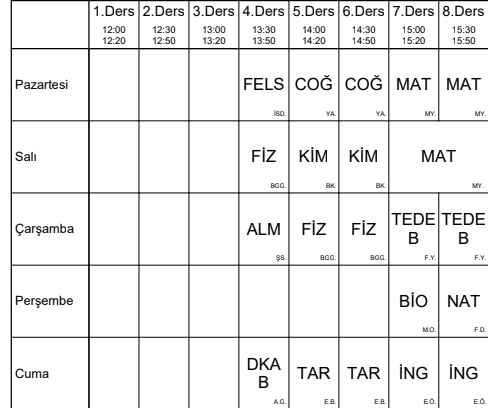 1.Ders 2.Ders 3.Ders 4.Ders 5.Ders 6.Ders 7.Ders 8.Ders
12:00 12:30 13:00 13:30 14:00 14:30 15:00 15:30
12:20 12:50 13:20 13:50 14:20 14:50 15:20 15:50
Pazartesi FELS COĞ COĞ MAT MAT
İSD. YA. YA. MY. MY.
Salı FİZ KİM KİM MAT
BGG. BK. BK. MY.
Çarşamba ALM FİZ FİZ TEDE B TEDE B
ŞS. BGG. BGG. F.Y. F.Y.
Perşembe BİO NAT
M.O. F.D.
Cuma DKA B TAR TAR İNG İNG
A.G. E.B. E.B. E.Ö. E.Ö.